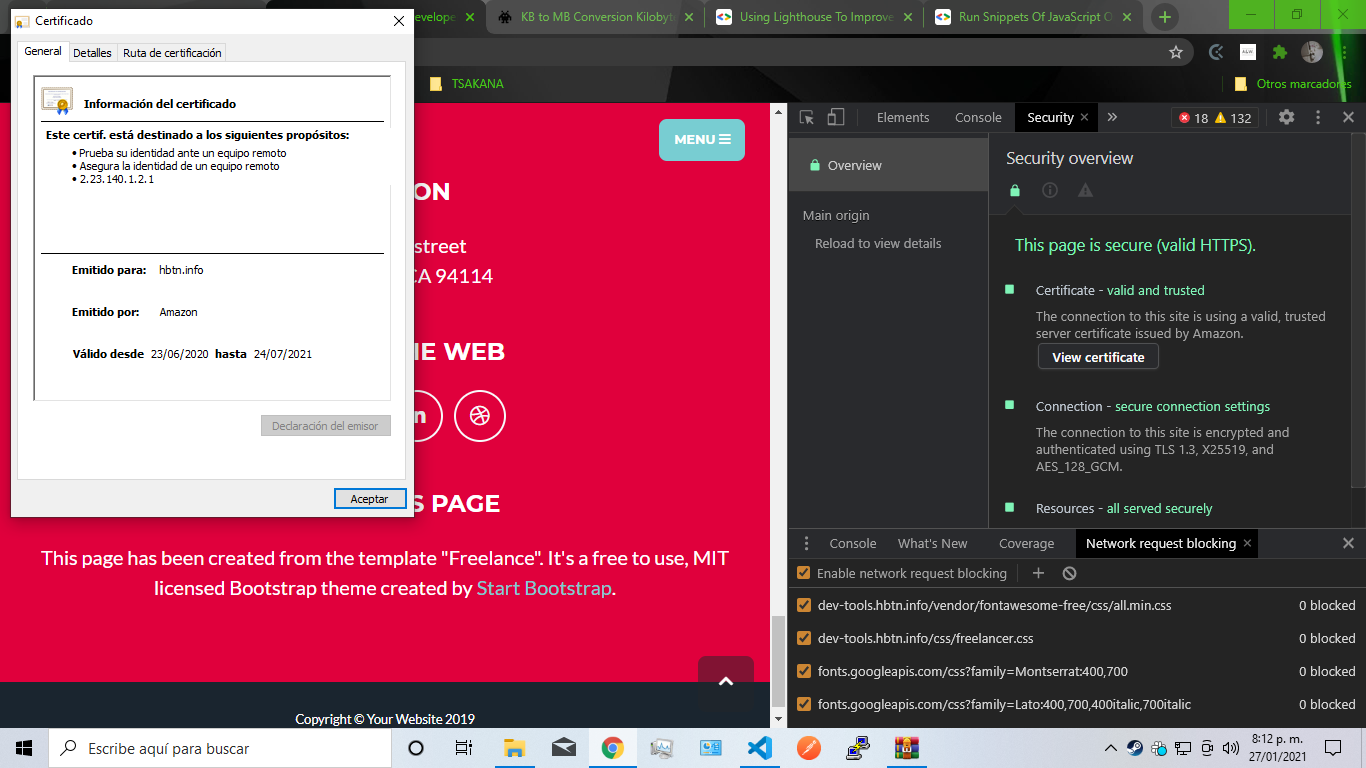 Certificado
General
Detalles
Ruta de certificación
Información del certificado
Este certif. está destinado a los siguientes propósitos:
• Prueba su identidad ante un equipo remoto
• Asegura la identidad de un equipo remoto
• 2.23.140.1.2.1
Emitido para: hbtn.info
Emitido por: Amazon
Válido desde 23/06/2020 hasta 24/07/2021
Declaración del emisor
Aceptar
KB to MB Conversion Kilobyt
Using Lighthouse To Improve
Run Snippets Of JavaScript O
TSAKANA
Otros marcadores
MENU
ON
street
CA 94114
HE WEB
S PAGE
This page has been created from the template "Freelance". It's a free to use, MIT
licensed Bootstrap theme created by Start Bootstrap.
Copyright © Your Website 2019
Elements
Console
Security
18
132
Overview
Main origin
Reload to view details
Security overview
This page is secure (valid HTTPS).
Certificate - valid and trusted
The connection to this site is using a valid, trusted
server certificate issued by Amazon.
View certificate
Connection - secure connection settings
The connection to this site is encrypted and
authenticated using TLS 1.3, X25519, and
AES_128_GCM.
Resources - all served securely
Console
What's New
Coverage
Network request blocking
Enable network request blocking
dev-tools.hbtn.info/vendor/fontawesome-free/css/all.min.css 0 blocked
dev-tools.hbtn.info/css/freelancer.css 0 blocked
fonts.googleapis.com/css?family=Montserrat:400,700 0 blocked
fonts.googleapis.com/css?family=Lato:400,700,400italic,700italic 0 blocked
Escribe aquí para buscar
8:12 p. m.
27/01/2021